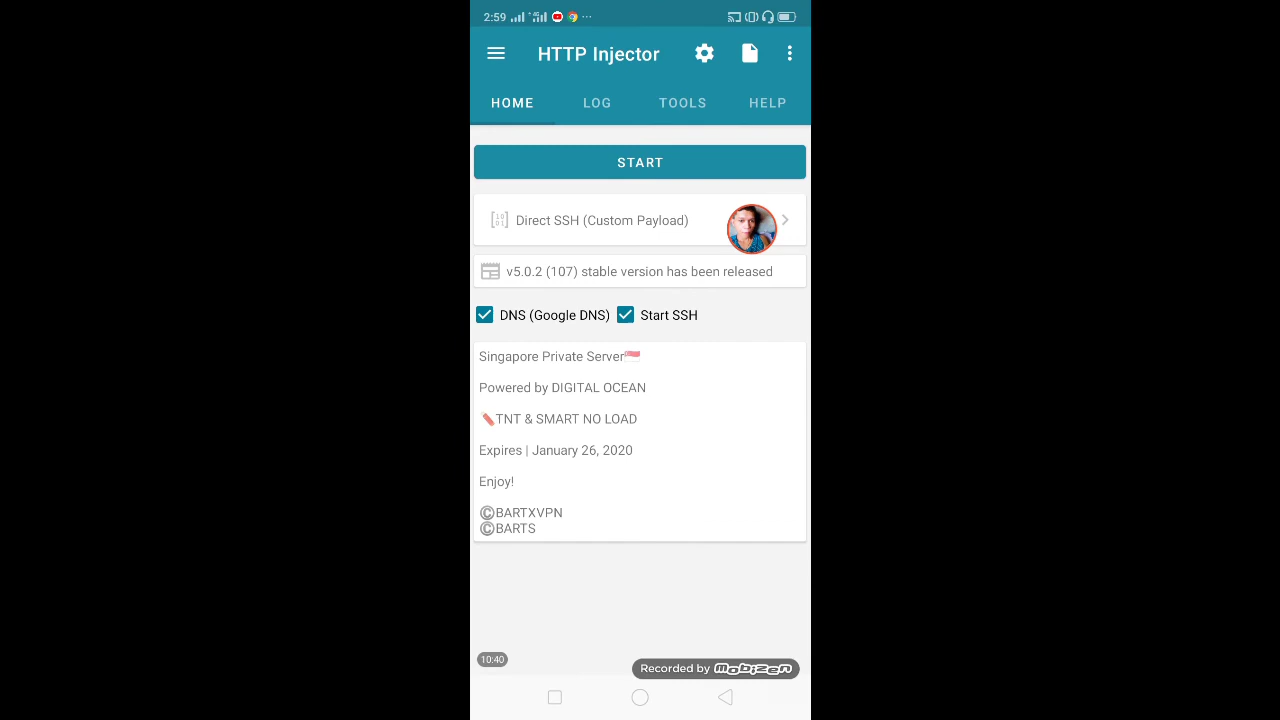 2:59
HTTP Injector
HOME LOG TOOLS HELP
START
Direct SSH (Custom Payload)
v5.0.2 (107) stable version has been released
DNS (Google DNS) Start SSH
Singapore Private Server🇸🇬
Powered by DIGITAL OCEAN
TNT & SMART NO LOAD
Expires | January 26, 2020
Enjoy!
©BARTXVPN
©BARTS
10:40
Recorded by mobizen